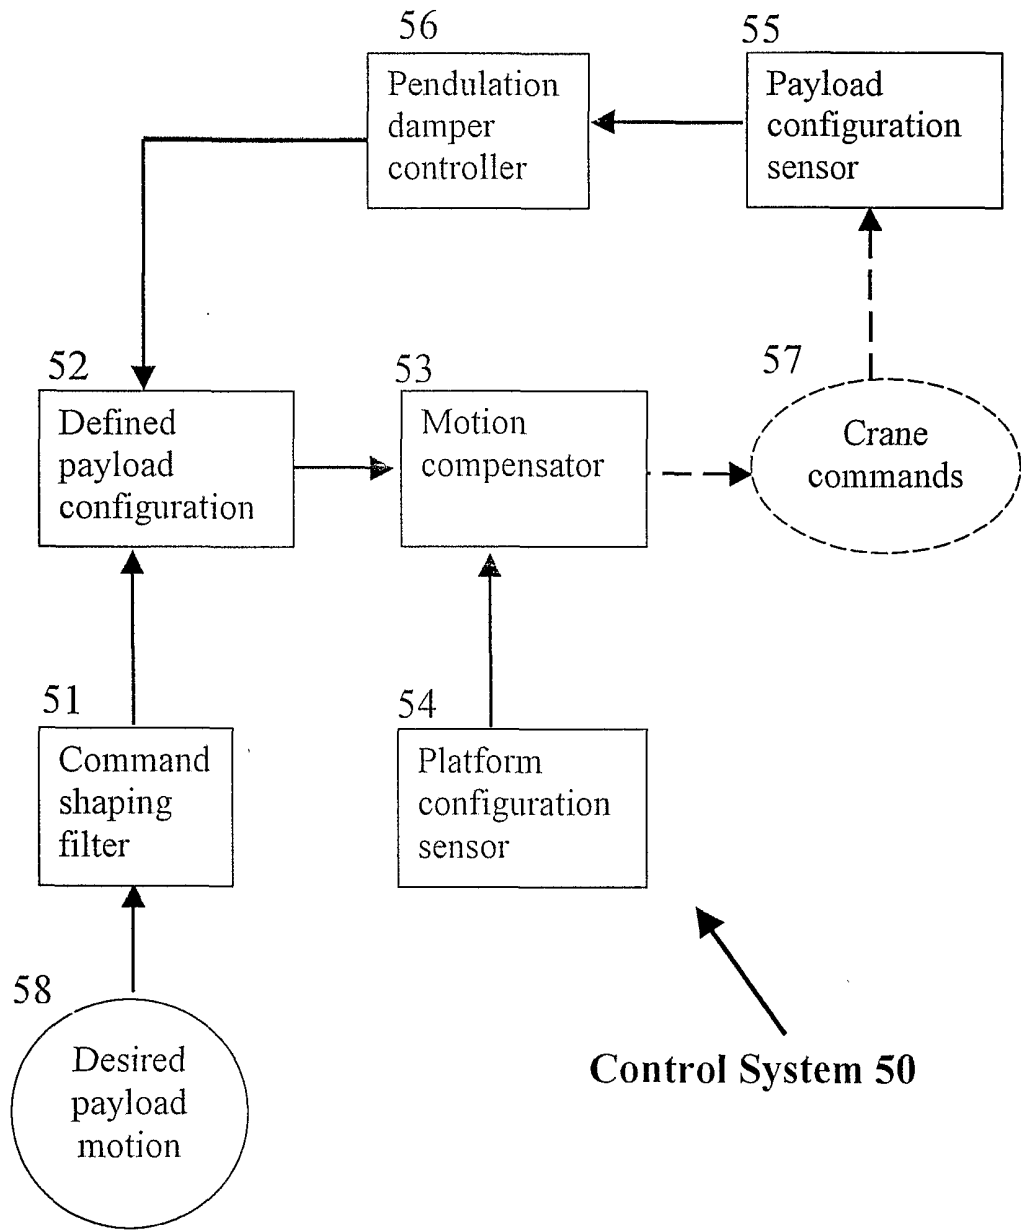 56
55
Pendulation
damper
controller
Payload
configuration
sensor
52
53
57
Defined
payload
configuration
Motion
compensator
Crane
commands
51
54
Command
shaping
filter
Platform
configuration
sensor
58
Desired
payload
motion
Control System 50